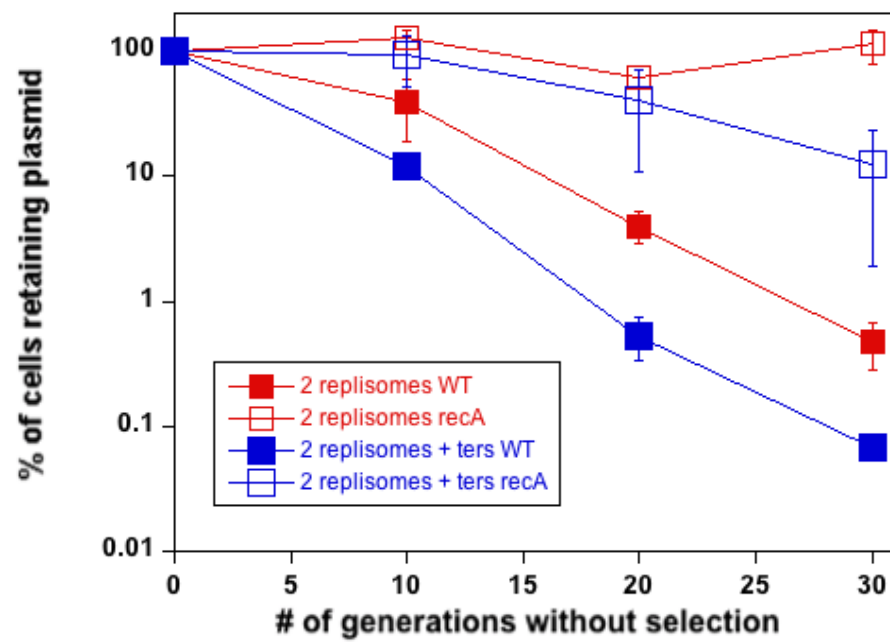 % of cells retaining plasmid
100
10
1
0.1
0.01
2 replisomes WT
2 replisomes recA
2 replisomes + ters WT
2 replisomes + ters recA
0 5 10 15 20 25 30
# of generations without selection